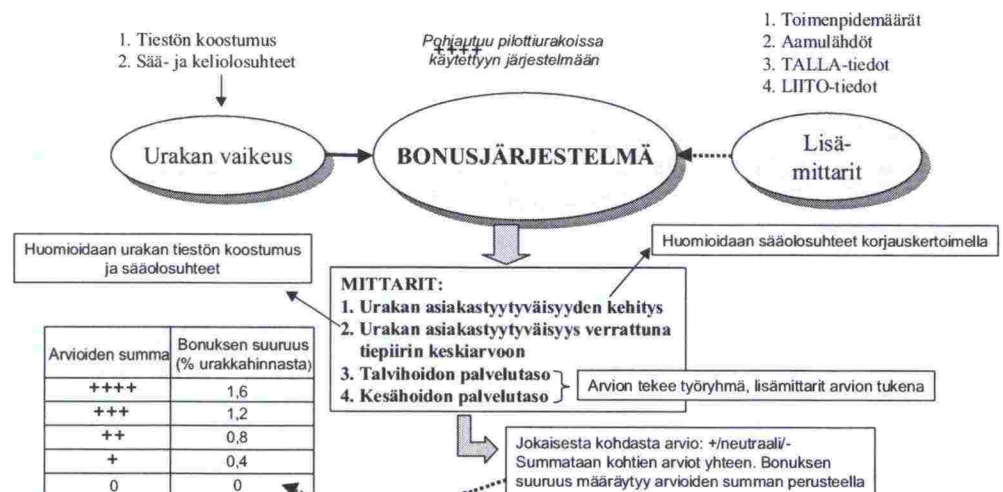 1. Tiestön koostumus
2. Sää- ja keliolosuhteet
Pohjautuu pilottiurakoissa
++++
käytettyyn järjestelmään
1. Toimenpidemäärät
2. Aamulähdöt
3. TALLA-tiedot
4. LIITO-tiedot
Urakan vaikeus
BONUSJÄRJESTELMÄ
Lisä-
mittarit
Huomioidaan urakan tiestön koostumus
ja sääolosuhteet
Huomioidaan sääolosuhteet korjauskertoimella
MITTARIT:
1. Urakan asiakastyytyväisyyden kehitys
2. Urakan asiakastyytyväisyys verrattuna
tiepiirin keskiarvoon
3. Talvihoidon palvelutaso
4. Kesähoidon palvelutaso
Arvion tekee työryhmä, lisämittarit arvion tukena
Arvioiden summa
Bonuksen suuruus
(% urakkahinnasta)
++++ 1,6
+++ 1,2
++ 0,8
+ 0,4
0 0
Jokaisesta kohdasta arvio: +/neutraali/-
Summataan kohtien arviot yhteen. Bonuksen
suuruus määräytyy arvioiden summan perusteella